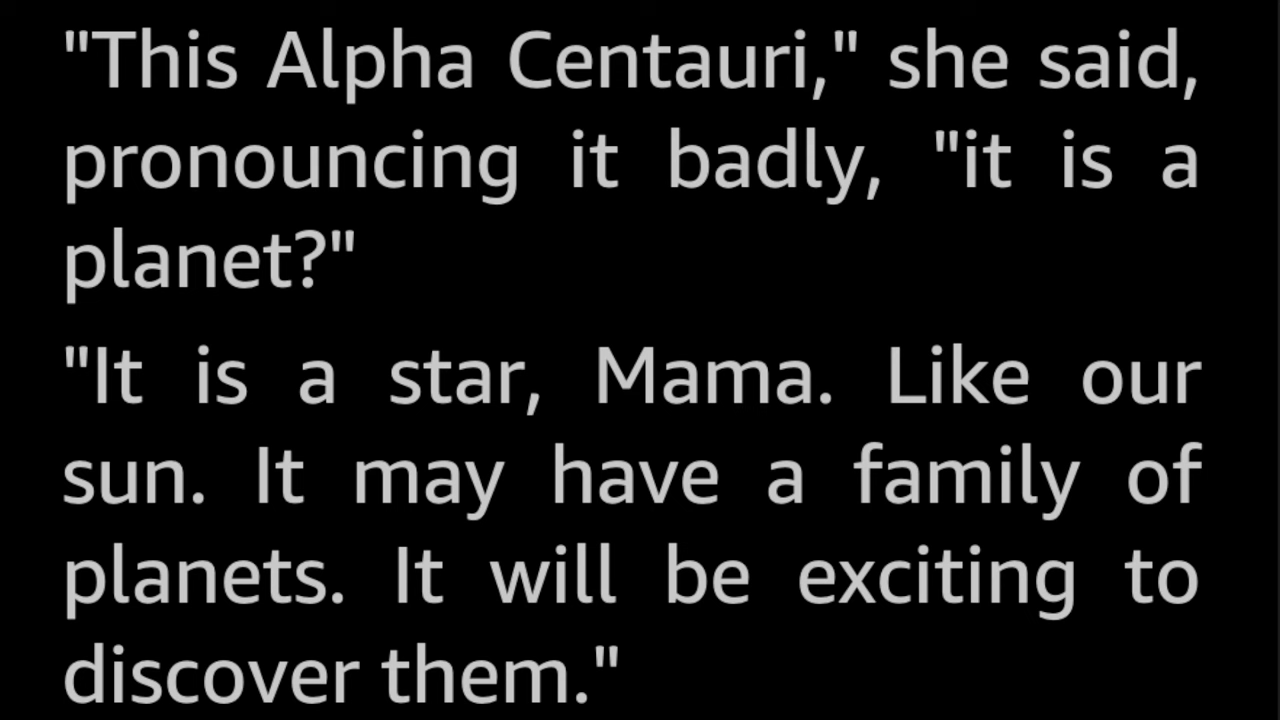 "This Alpha Centauri," she said,
pronouncing it badly, "it is a
planet?"
"It is a star, Mama. Like our
sun. It may have a family of
planets. It will be exciting to
discover them."